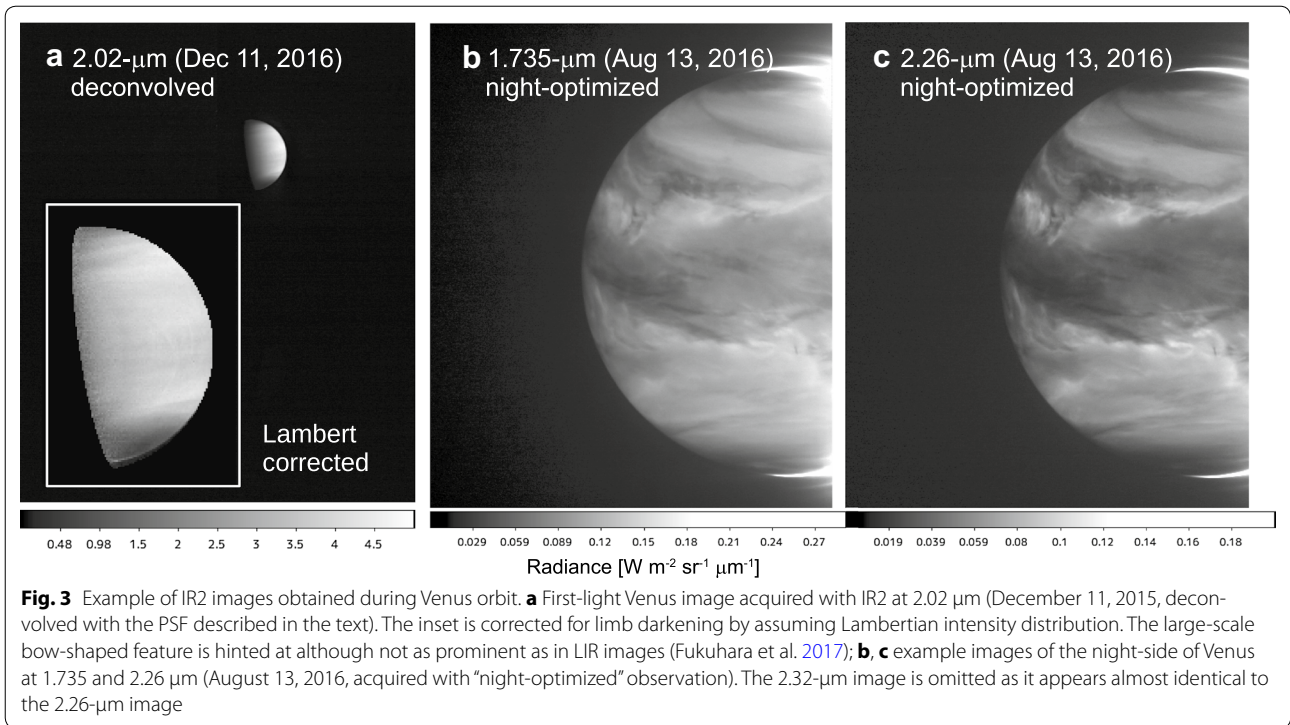 a 2.02-μm (Dec 11, 2016)
deconvolved
Lambert
corrected
b 1.735-μm (Aug 13, 2016)
night-optimized
c 2.26-μm (Aug 13, 2016)
night-optimized
0.48 0.98 1.5 2 2.5 3 3.5 4 4.5
0.029 0.059 0.089 0.12 0.15 0.18 0.21 0.24 0.27
0.019 0.039 0.059 0.08 0.1 0.12 0.14 0.16 0.18
Radiance [W m⁻² sr⁻¹ μm⁻¹]
Fig. 3 Example of IR2 images obtained during Venus orbit. a First-light Venus image acquired with IR2 at 2.02 μm (December 11, 2015, decon-
volved with the PSF described in the text). The inset is corrected for limb darkening by assuming Lambertian intensity distribution. The large-scale
bow-shaped feature is hinted at although not as prominent as in LIR images (Fukuhara et al. 2017); b, c example images of the night-side of Venus
at 1.735 and 2.26 μm (August 13, 2016, acquired with “night-optimized” observation). The 2.32-μm image is omitted as it appears almost identical to
the 2.26-μm image